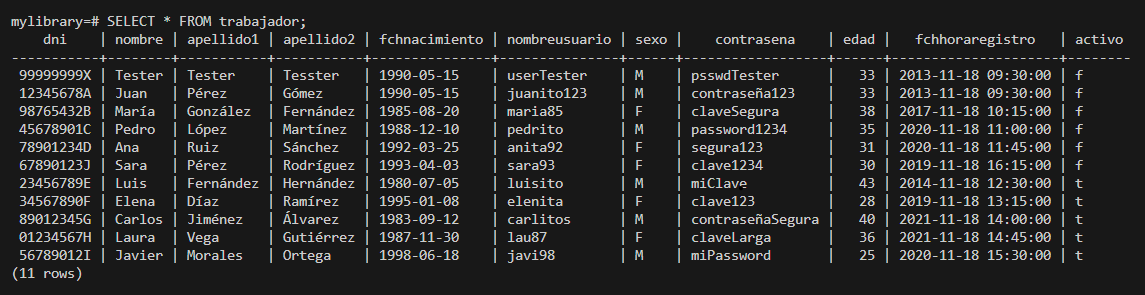 mylibrary=# SELECT * FROM trabajador;
dni | nombre | apellido1 | apellido2 | fchnacimiento | nombreusuario | sexo | contrasena | edad | fchhoraregistro | activo
-----------+--------+-----------+-----------+---------------+---------------+------+-----------------+------+---------------------+--------
99999999X | Tester | Tester | Tesster | 1990-05-15 | userTester | M | psswdTester | 33 | 2013-11-18 09:30:00 | f
12345678A | Juan | Pérez | Gómez | 1990-05-15 | juanito123 | M | contraseña123 | 33 | 2013-11-18 09:30:00 | f
98765432B | María | González | Fernández | 1985-08-20 | maria85 | F | claveSegura | 38 | 2017-11-18 10:15:00 | f
45678901C | Pedro | López | Martínez | 1988-12-10 | pedrito | M | password1234 | 35 | 2020-11-18 11:00:00 | f
78901234D | Ana | Ruiz | Sánchez | 1992-03-25 | anita92 | F | segura123 | 31 | 2020-11-18 11:45:00 | f
67890123J | Sara | Pérez | Rodríguez | 1993-04-03 | sara93 | F | clave1234 | 30 | 2019-11-18 16:15:00 | f
23456789E | Luis | Fernández | Hernández | 1980-07-05 | luisito | M | miClave | 43 | 2014-11-18 12:30:00 | t
34567890F | Elena | Díaz | Ramírez | 1995-01-08 | elenita | F | clave123 | 28 | 2019-11-18 13:15:00 | t
89012345G | Carlos | Jiménez | Álvarez | 1983-09-12 | carlitos | M | contraseñaSegura | 40 | 2021-11-18 14:00:00 | t
01234567H | Laura | Vega | Gutiérrez | 1987-11-30 | lau87 | F | claveLarga | 36 | 2021-11-18 14:45:00 | t
56789012I | Javier | Morales | Ortega | 1998-06-18 | javi98 | M | miPassword | 25 | 2020-11-18 15:30:00 | t
(11 rows)